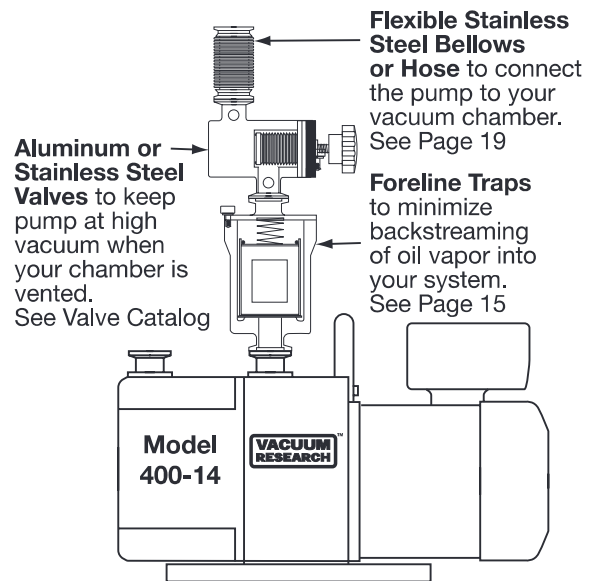 Flexible Stainless
Steel Bellows
or Hose to connect
the pump to your
vacuum chamber.
See Page 19
Aluminum or
Stainless Steel
Valves to keep
pump at high
vacuum when
your chamber is
vented.
See Valve Catalog
Foreline Traps
to minimize
backstreaming
of oil vapor into
your system.
See Page 15
Model
400-14
VACUUM™
RESEARCH